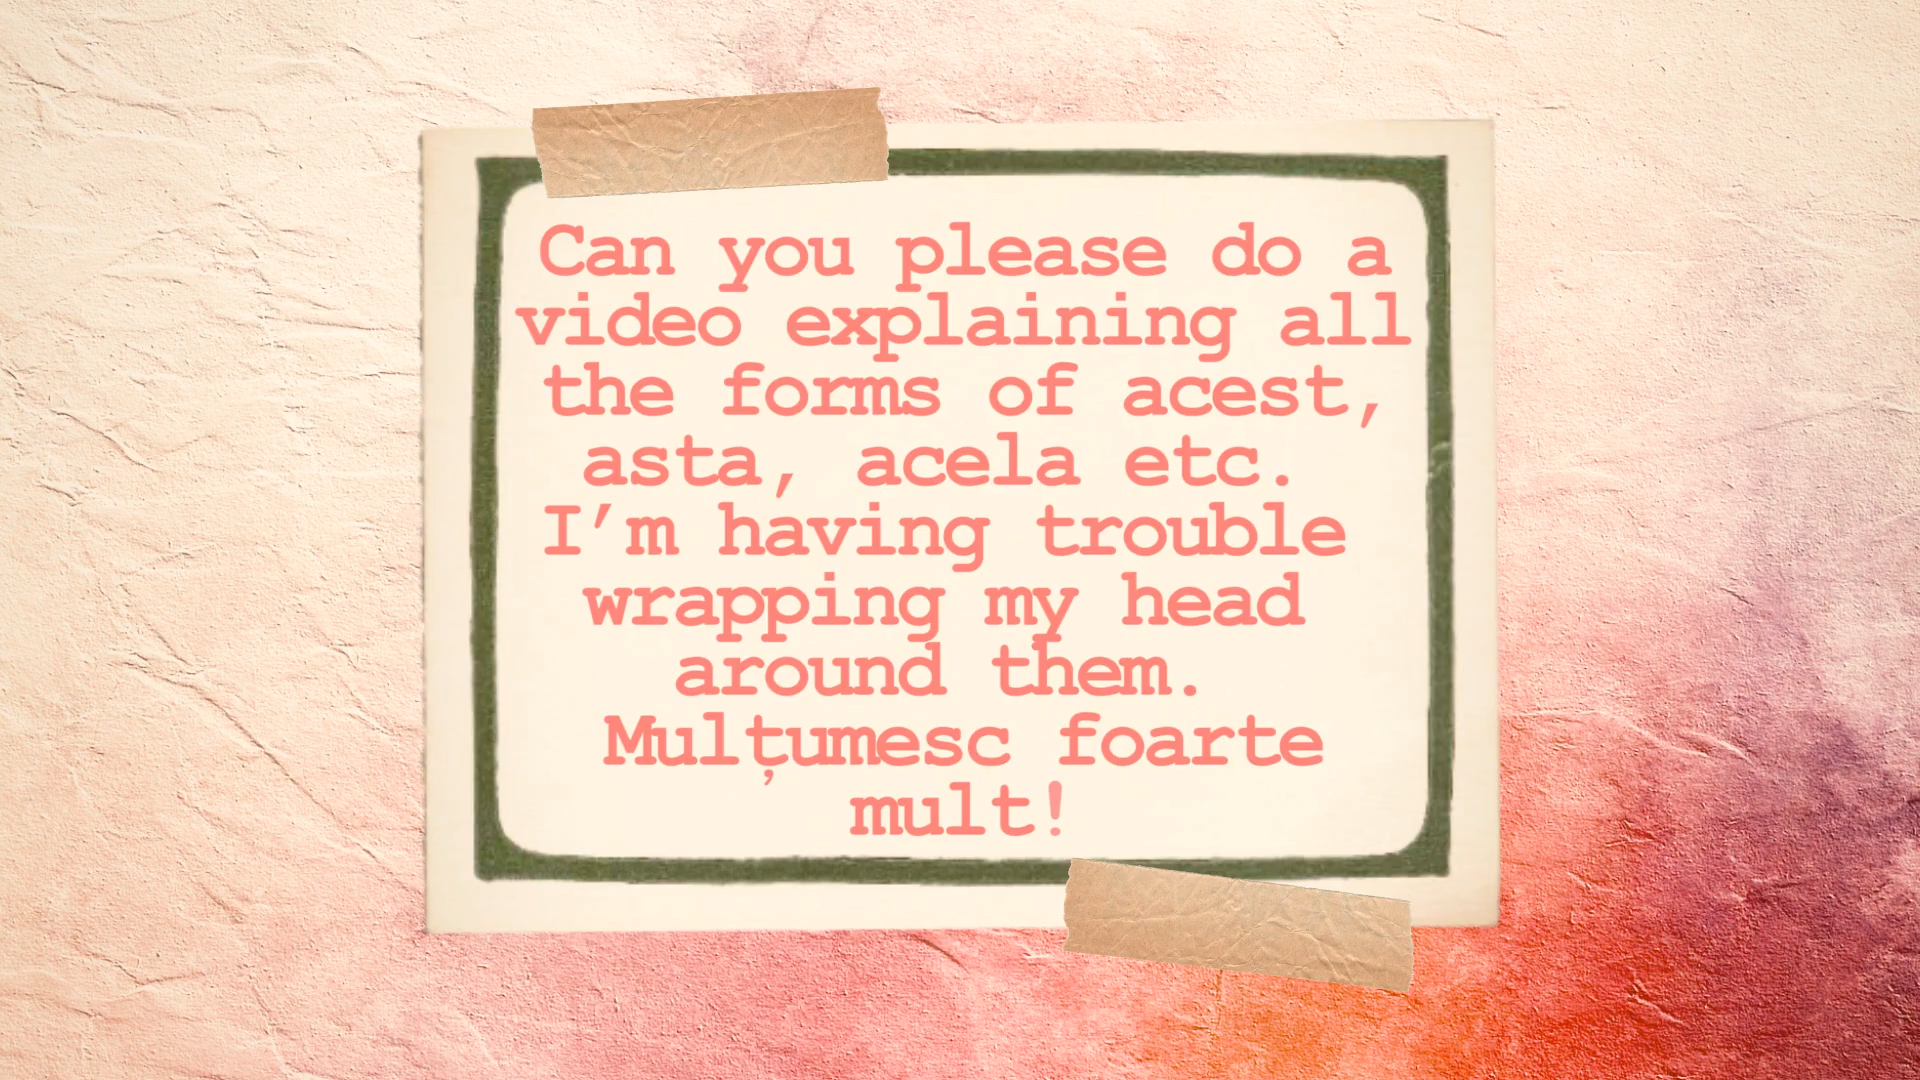 Can you please do a
video explaining all
the forms of acest,
asta, acela etc.
I’m having trouble
wrapping my head
around them.
Mulțumesc foarte
mult!